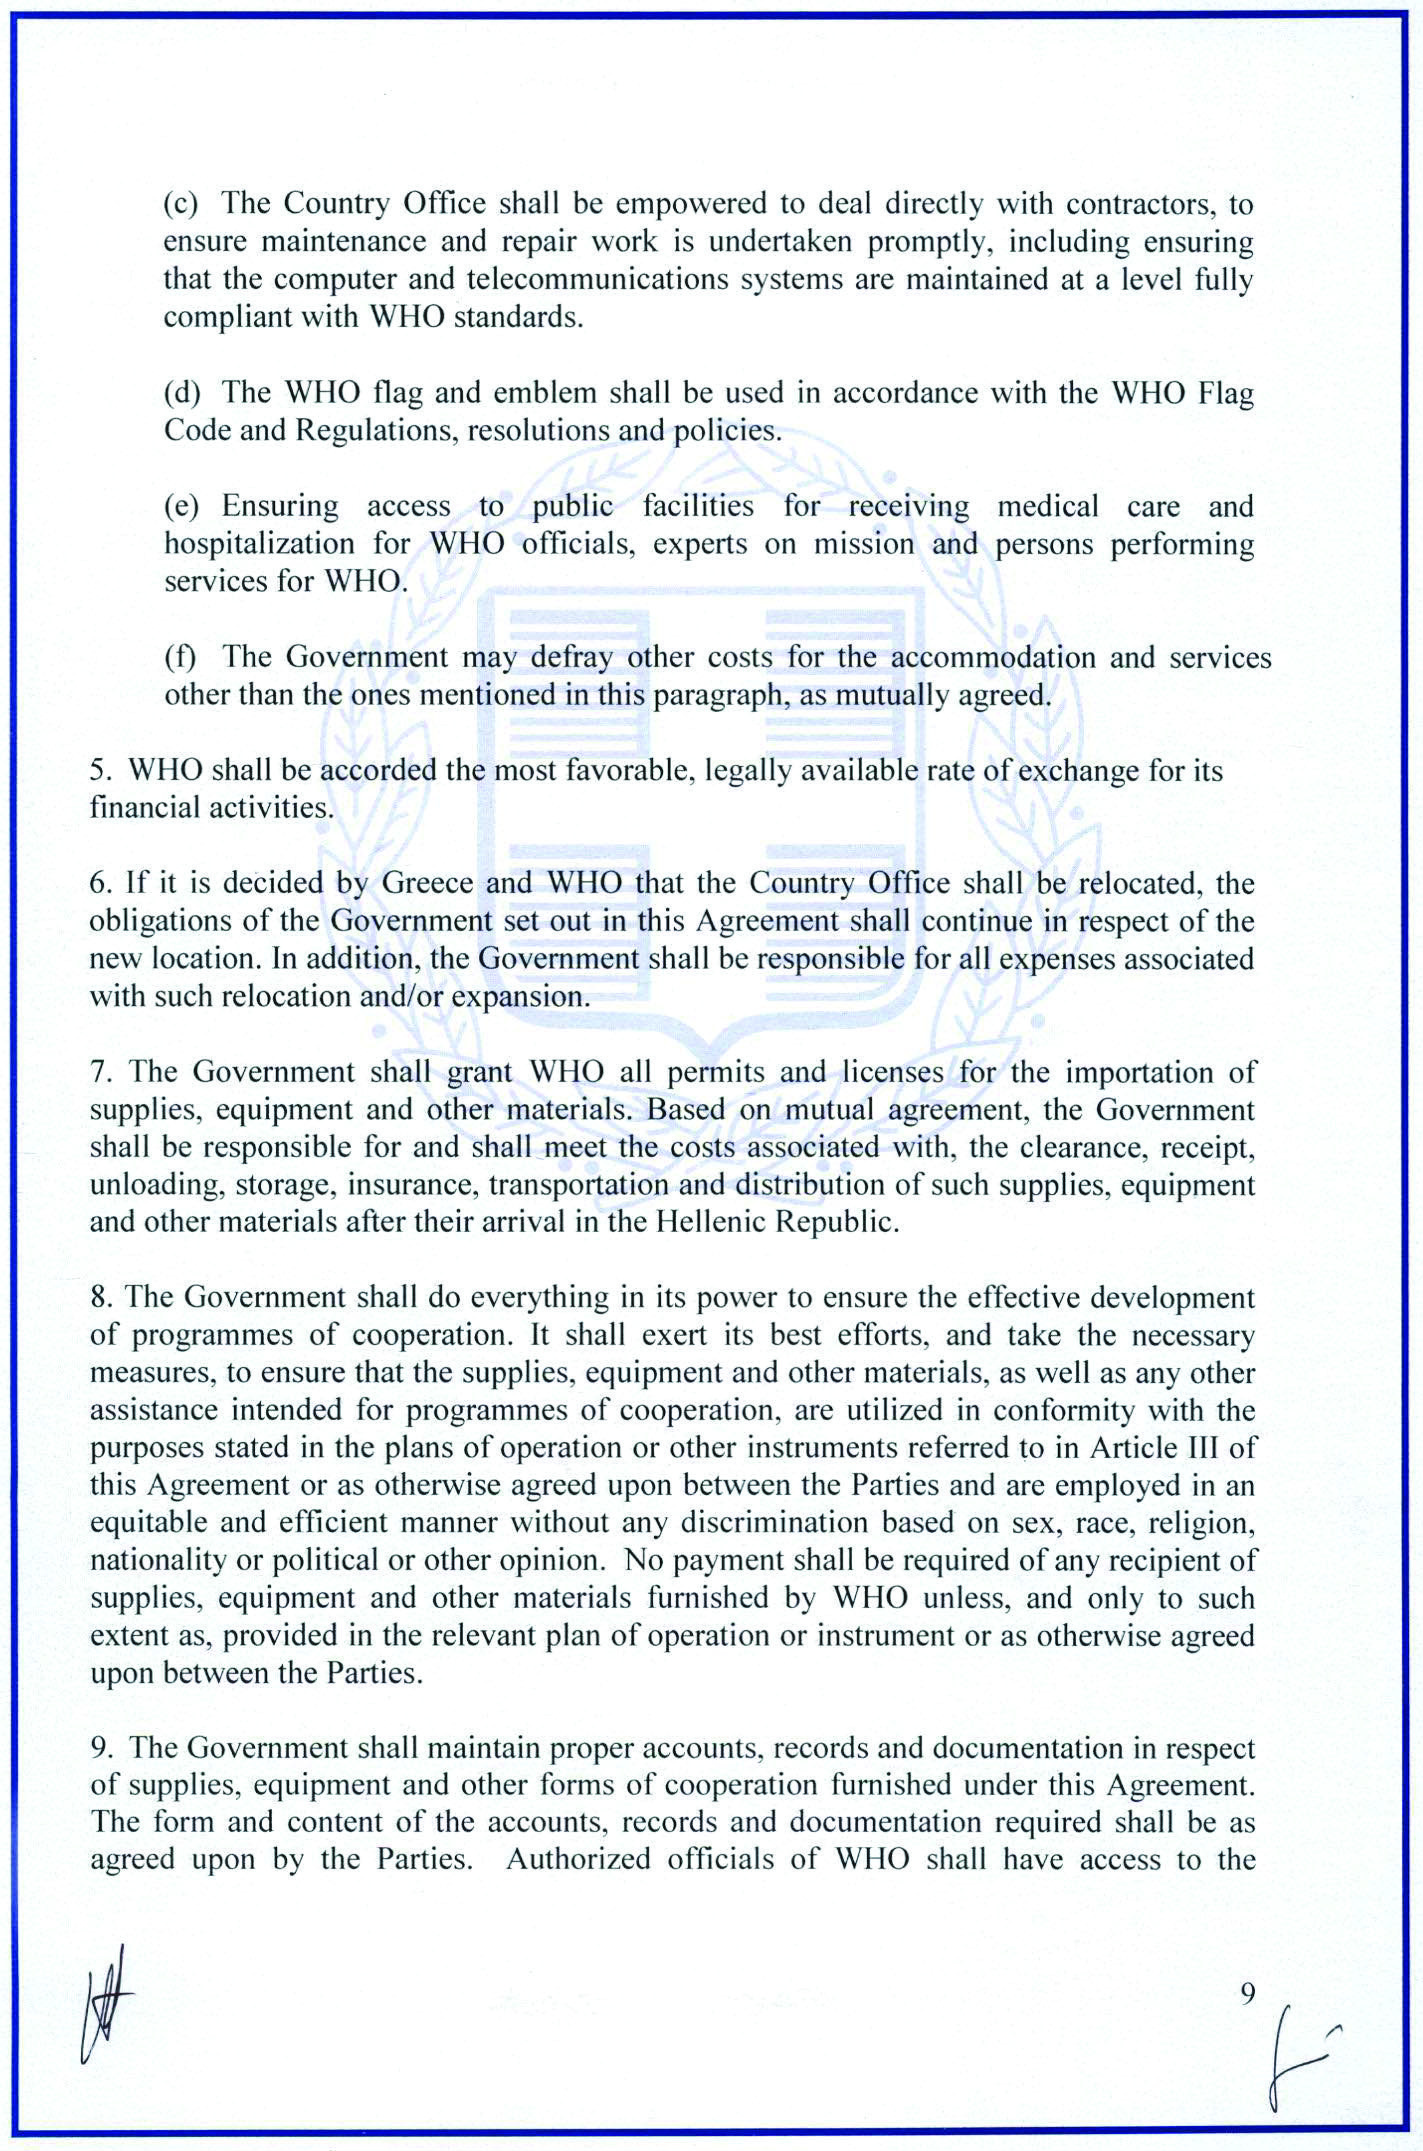 (c) The Country Office shall be empowered to deal directly with contractors, to
ensure maintenance and repair work is undertaken promptly, including ensuring
that the computer and telecommunications systems are maintained at a level fully
compliant with WHO standards.
(d) The WHO flag and emblem shall be used in accordance with the WHO Flag
Code and Regulations, resolutions and policies.
(e) Ensuring access to public facilities for receiving medical care and
hospitalization for WHO officials, experts on mission and persons performing
services for WHO.
(f) The Government may defray other costs for the accommodation and services
other than the ones mentioned in this paragraph, as mutually agreed.
5. WHO shall be accorded the most favorable, legally available rate of exchange for its
financial activities.
6. If it is decided by Greece and WHO that the Country Office shall be relocated, the
obligations of the Government set out in this Agreement shall continue in respect of the
new location. In addition, the Government shall be responsible for all expenses associated
with such relocation and/or expansion.
7. The Government shall grant WHO all permits and licenses for the importation of
supplies, equipment and other materials. Based on mutual agreement, the Government
shall be responsible for and shall meet the costs associated with, the clearance, receipt,
unloading, storage, insurance, transportation and distribution of such supplies, equipment
and other materials after their arrival in the Hellenic Republic.
8. The Government shall do everything in its power to ensure the effective development
of programmes of cooperation. It shall exert its best efforts, and take the necessary
measures, to ensure that the supplies, equipment and other materials, as well as any other
assistance intended for programmes of cooperation, are utilized in conformity with the
purposes stated in the plans of operation or other instruments referred to in Article III of
this Agreement or as otherwise agreed upon between the Parties and are employed in an
equitable and efficient manner without any discrimination based on sex, race, religion,
nationality or political or other opinion. No payment shall be required of any recipient of
supplies, equipment and other materials furnished by WHO unless, and only to such
extent as, provided in the relevant plan of operation or instrument or as otherwise agreed
upon between the Parties.
9. The Government shall maintain proper accounts, records and documentation in respect
of supplies, equipment and other forms of cooperation furnished under this Agreement.
The form and content of the accounts, records and documentation required shall be as
agreed upon by the Parties. Authorized officials of WHO shall have access to the
9